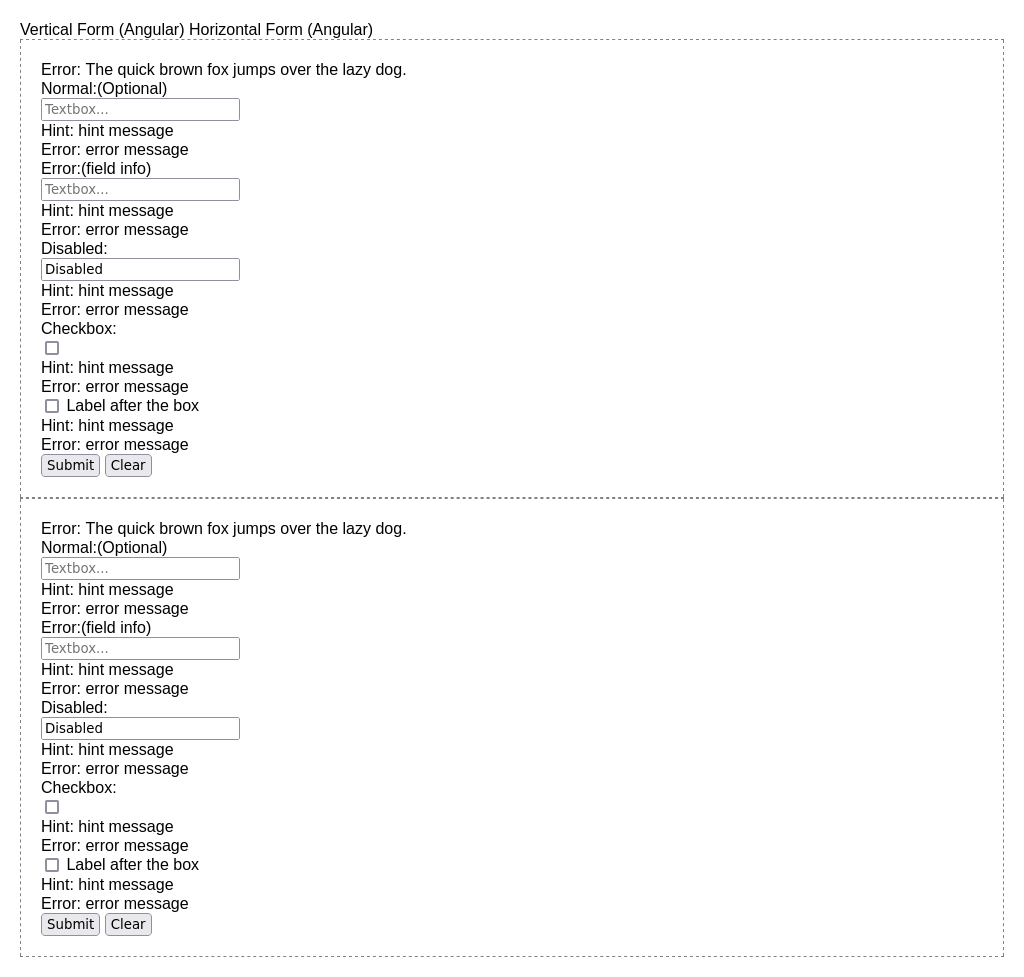 Vertical Form (Angular) Horizontal Form (Angular)
Error: The quick brown fox jumps over the lazy dog.
Normal:(Optional)
Textbox...
Hint: hint message
Error: error message
Error:(field info)
Textbox...
Hint: hint message
Error: error message
Disabled:
Disabled
Hint: hint message
Error: error message
Checkbox:
Hint: hint message
Error: error message
Label after the box
Hint: hint message
Error: error message
Submit Clear
Error: The quick brown fox jumps over the lazy dog.
Normal:(Optional)
Textbox...
Hint: hint message
Error: error message
Error:(field info)
Textbox...
Hint: hint message
Error: error message
Disabled:
Disabled
Hint: hint message
Error: error message
Checkbox:
Hint: hint message
Error: error message
Label after the box
Hint: hint message
Error: error message
Submit Clear